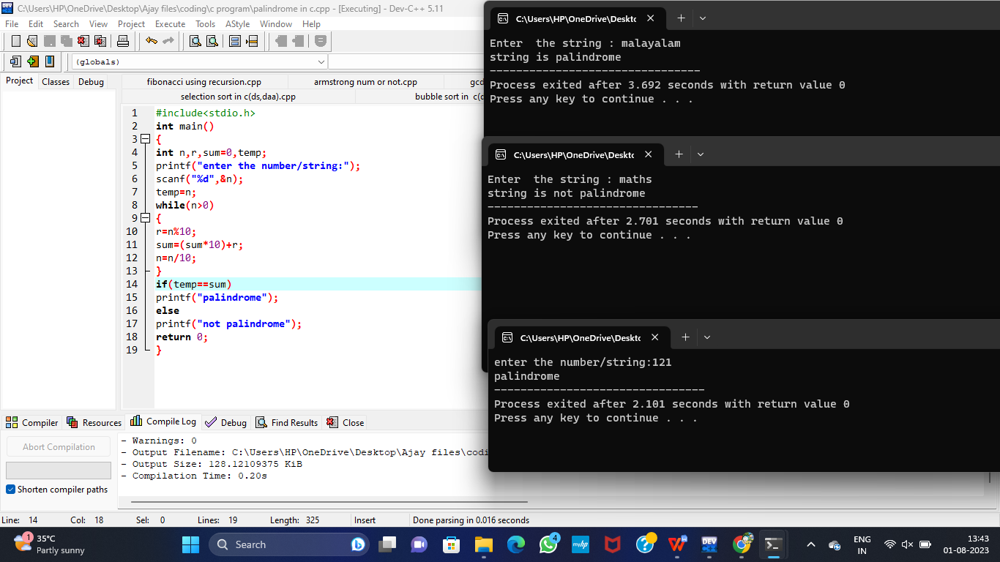 C:\Users\HP\OneDrive\Desktop\Ajay files\coding\c program\palindrome in c.cpp - [Executing] - Dev-C++ 5.11
File Edit Search View Project Execute Tools AStyle Window Help
(globals)
Project Classes Debug
fibonacci using recursion.cpp armstrong num or not.cpp gcd
selection sort in c(ds,daa).cpp bubble sort in c(d
1 #include<stdio.h>
2 int main()
3 {
4 int n,r,sum=0,temp;
5 printf("enter the number/string:");
6 scanf("%d",&n);
7 temp=n;
8 while(n>0)
9 {
10 r=n%10;
11 sum=(sum*10)+r;
12 n=n/10;
13 }
14 if(temp==sum)
15 printf("palindrome");
16 else
17 printf("not palindrome");
18 return 0;
19 }
C:\Users\HP\OneDrive\Deskto
Enter  the string : malayalam
string is palindrome
--------------------------------
Process exited after 3.692 seconds with return value 0
Press any key to continue . . .
C:\Users\HP\OneDrive\Deskto
Enter  the string : maths
string is not palindrome
--------------------------------
Process exited after 2.701 seconds with return value 0
Press any key to continue . . .
C:\Users\HP\OneDrive\Deskto
enter the number/string:121
palindrome
--------------------------------
Process exited after 2.101 seconds with return value 0
Press any key to continue . . .
Compiler Resources Compile Log Debug Find Results Close
Abort Compilation
Shorten compiler paths
- Warnings: 0
- Output Filename: C:\Users\HP\OneDrive\Desktop\Ajay files\codi
- Output Size: 128.12109375 KiB
- Compilation Time: 0.20s
Line: 14 Col: 18 Sel: 0 Lines: 19 Length: 325 Insert Done parsing in 0.016 seconds
1
35°C
Partly sunny
Search
4
myhp
DEV
ENG
IN
13:43
01-08-2023